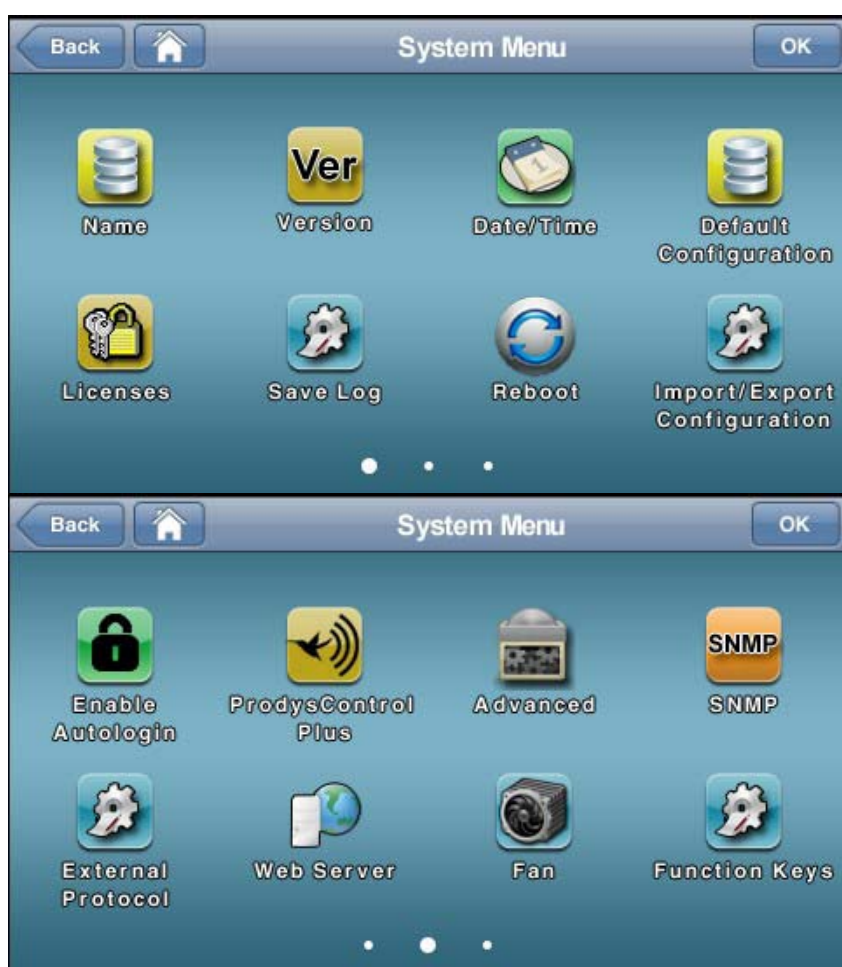 Back
System Menu
OK
Ver
1
Name
Version
Date/Time
Default
Configuration
Licenses
Save Log
Reboot
Import/Export
Configuration
Back
System Menu
OK
SNMP
Enable
Autologin
ProdysControl
Plus
Advanced
SNMP
External
Protocol
Web Server
Fan
Function Keys